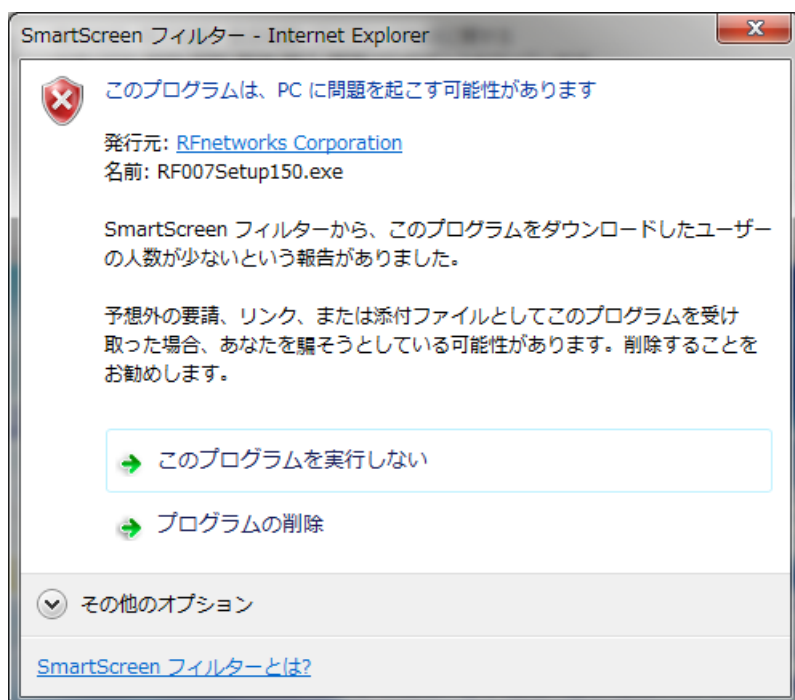 SmartScreen フィルター - Internet Explorer
このプログラムは、PC に問題を起こす可能性があります
発行元: RFnetworks Corporation
名前: RF007Setup150.exe
SmartScreen フィルターから、このプログラムをダウンロードしたユーザー
の人数が少ないという報告がありました。
予想外の要請、リンク、または添付ファイルとしてこのプログラムを受け
取った場合、あなたを騙そうとしている可能性があります。削除することを
お勧めします。
このプログラムを実行しない
プログラムの削除
その他のオプション
SmartScreen フィルターとは?